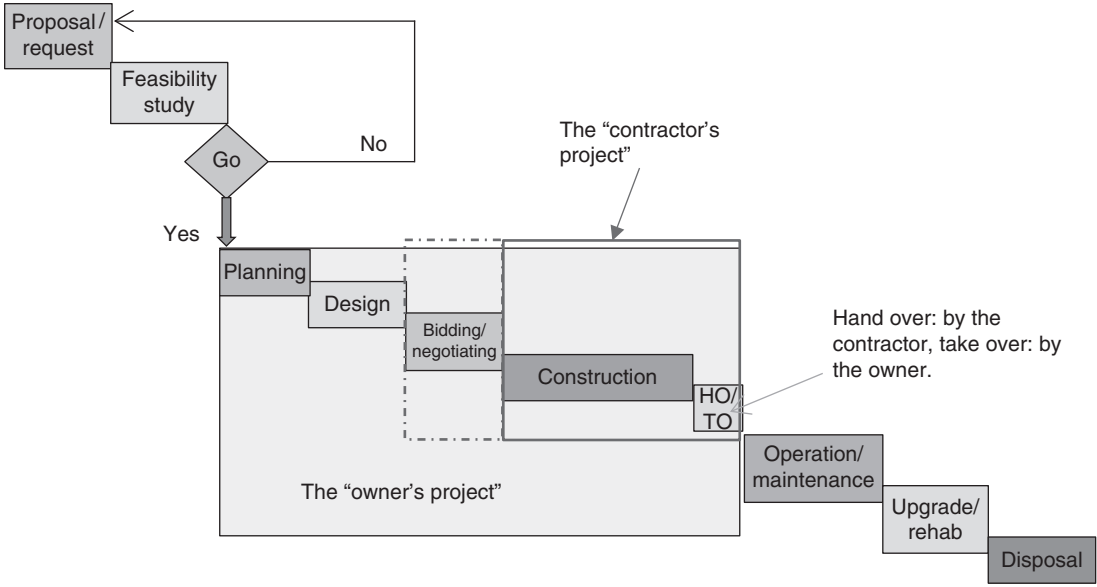 Proposal/
request
Feasibility
study
Go
No
Yes
The “contractor’s
project”
Planning
Design
Bidding/
negotiating
Construction
HO/
TO
Hand over: by the
contractor, take over: by
the owner.
The “owner’s project”
Operation/
maintenance
Upgrade/
rehab
Disposal